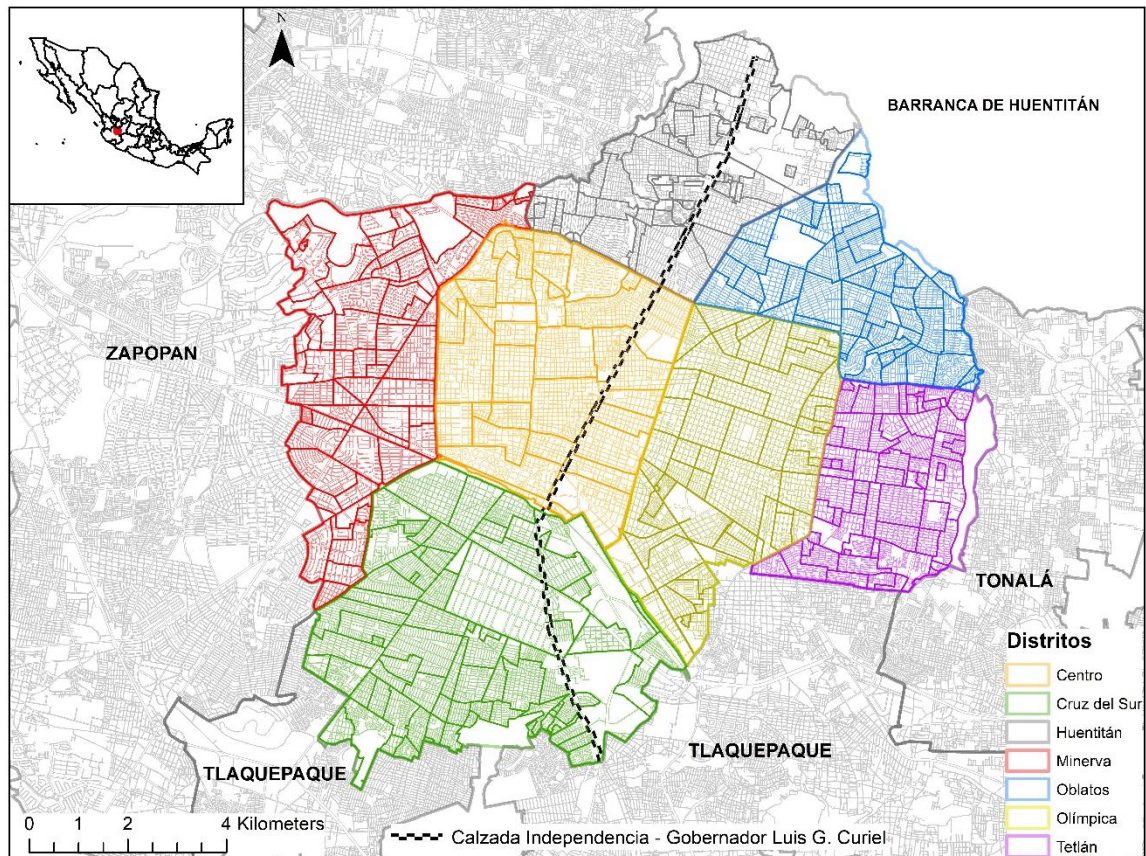 N
BARRANCA DE HUENTITÁN
ZAPOPAN
TONALÁ
TLAQUEPAQUE
TLAQUEPAQUE
Distritos
Centro
Cruz del Sur
Huentitán
Minerva
Oblatos
Olímpica
Tetlán
0 1 2 4 Kilometers
Calzada Independencia - Gobernador Luis G. Curiel